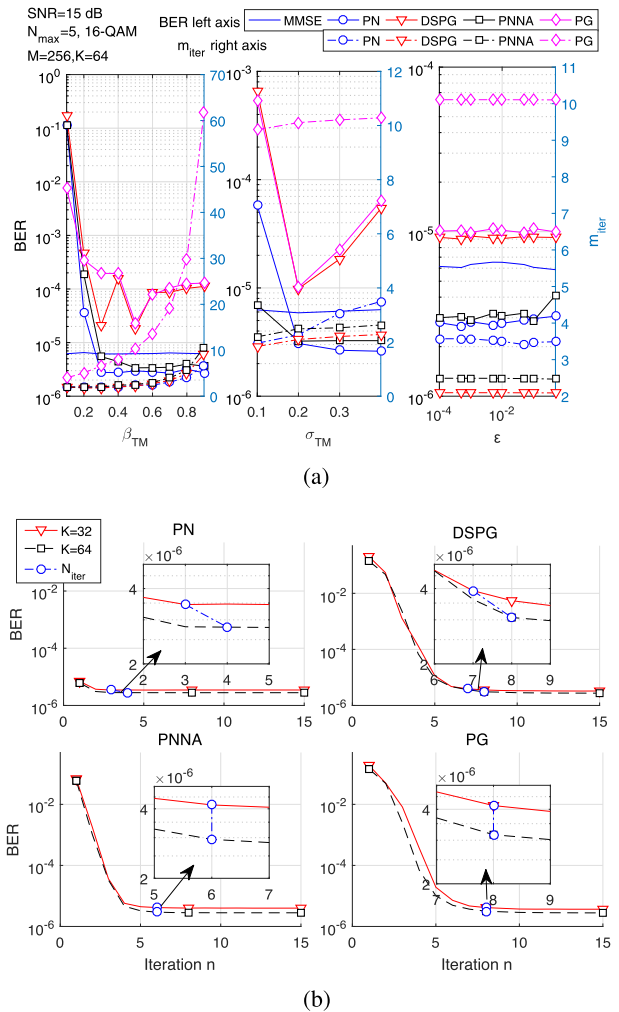 SNR=15 dB
N_max=5, 16-QAM
M=256,K=64
BER left axis
MMSE PN DSPG PNNA PG
m_iter right axis
PN DSPG PNNA PG
10^0
10^-1
10^-2
10^-3
10^-4
10^-5
10^-6
BER
70
60
50
40
30
20
10
0
0.2 0.4 0.6 0.8
β_TM
10^-3
10^-4
10^-5
10^-6
12
10
8
6
4
2
0
0.1 0.2 0.3
σ_TM
10^-4
10^-5
10^-6
11
10
9
8
7
6
5
4
3
2
m_iter
10^-4 10^-2
ε
(a)
K=32
K=64
N_iter
PN
× 10^-6
4
2
2 3 4 5
10^-2
10^-4
10^-6
BER
0 5 10 15
DSPG
× 10^-6
4
2
6 7 8 9
10^-2
10^-4
10^-6
0 5 10 15
PNNA
× 10^-6
4
2
5 6 7
10^-2
10^-4
10^-6
BER
0 5 10 15
Iteration n
PG
× 10^-6
4
2
7 8 9
10^-2
10^-4
10^-6
0 5 10 15
Iteration n
(b)